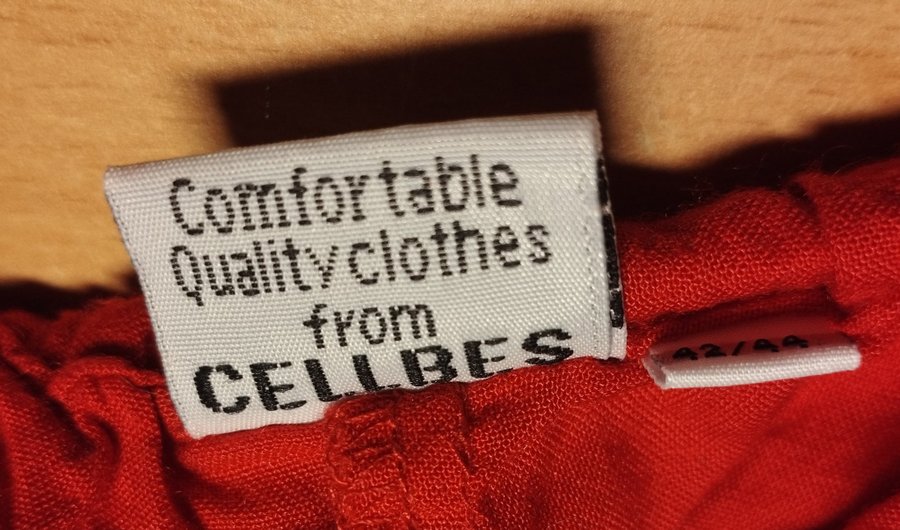 Comfortable
Quality clothes
from
CELLBES